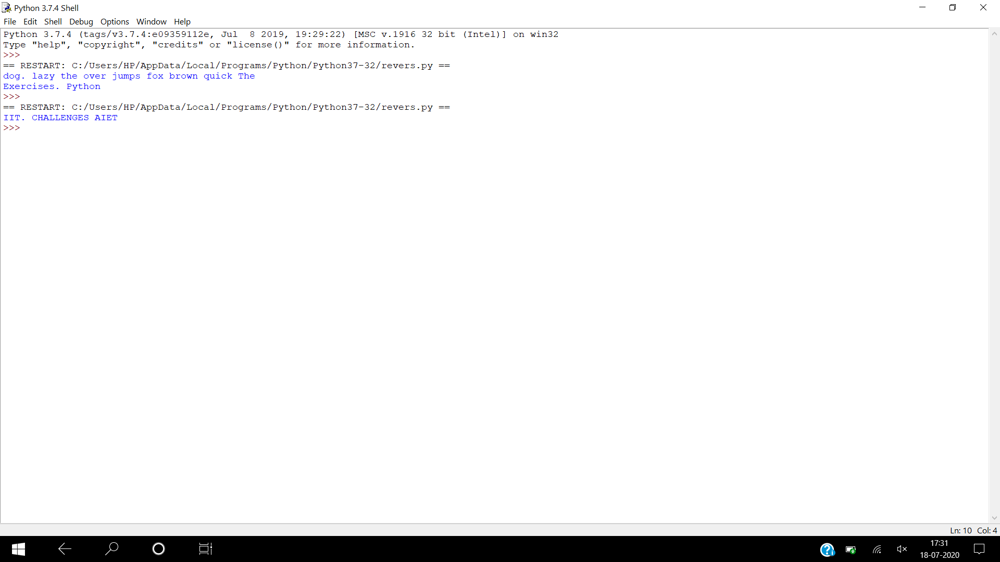 Python 3.7.4 Shell
File Edit Shell Debug Options Window Help
Python 3.7.4 (tags/v3.7.4:e09359112e, Jul  8 2019, 19:29:22) [MSC v.1916 32 bit (Intel)] on win32
Type "help", "copyright", "credits" or "license()" for more information.
>>>
== RESTART: C:/Users/HP/AppData/Local/Programs/Python/Python37-32/revers.py ==
dog. lazy the over jumps fox brown quick The
Exercises. Python
>>>
== RESTART: C:/Users/HP/AppData/Local/Programs/Python/Python37-32/revers.py ==
IIT. CHALLENGES AIET
>>>
Ln: 10 Col: 4
17:31
18-07-2020